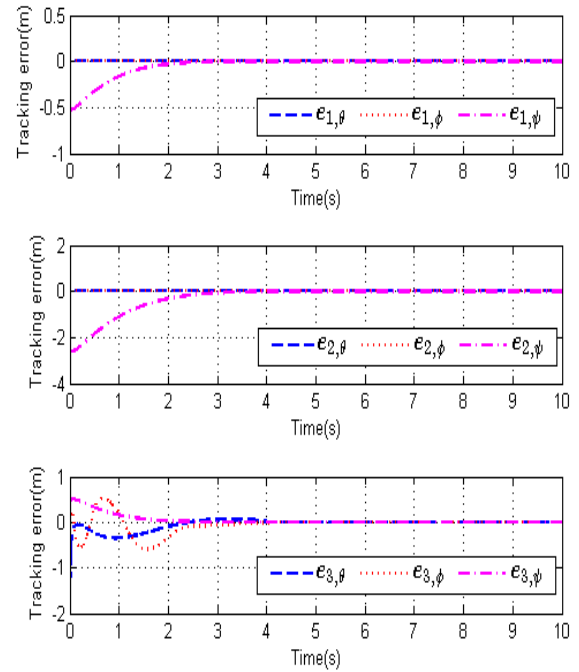 0.5
0
-0.5
-1
Tracking error(m)
e1,θ e1,ϕ e1,ψ
0 1 2 3 4 5 6 7 8 9 10
Time(s)
2
0
-2
-4
Tracking error(m)
e2,θ e2,ϕ e2,ψ
0 1 2 3 4 5 6 7 8 9 10
Time(s)
1
0
-1
-2
Tracking error(m)
e3,θ e3,ϕ e3,ψ
0 1 2 3 4 5 6 7 8 9 10
Time(s)